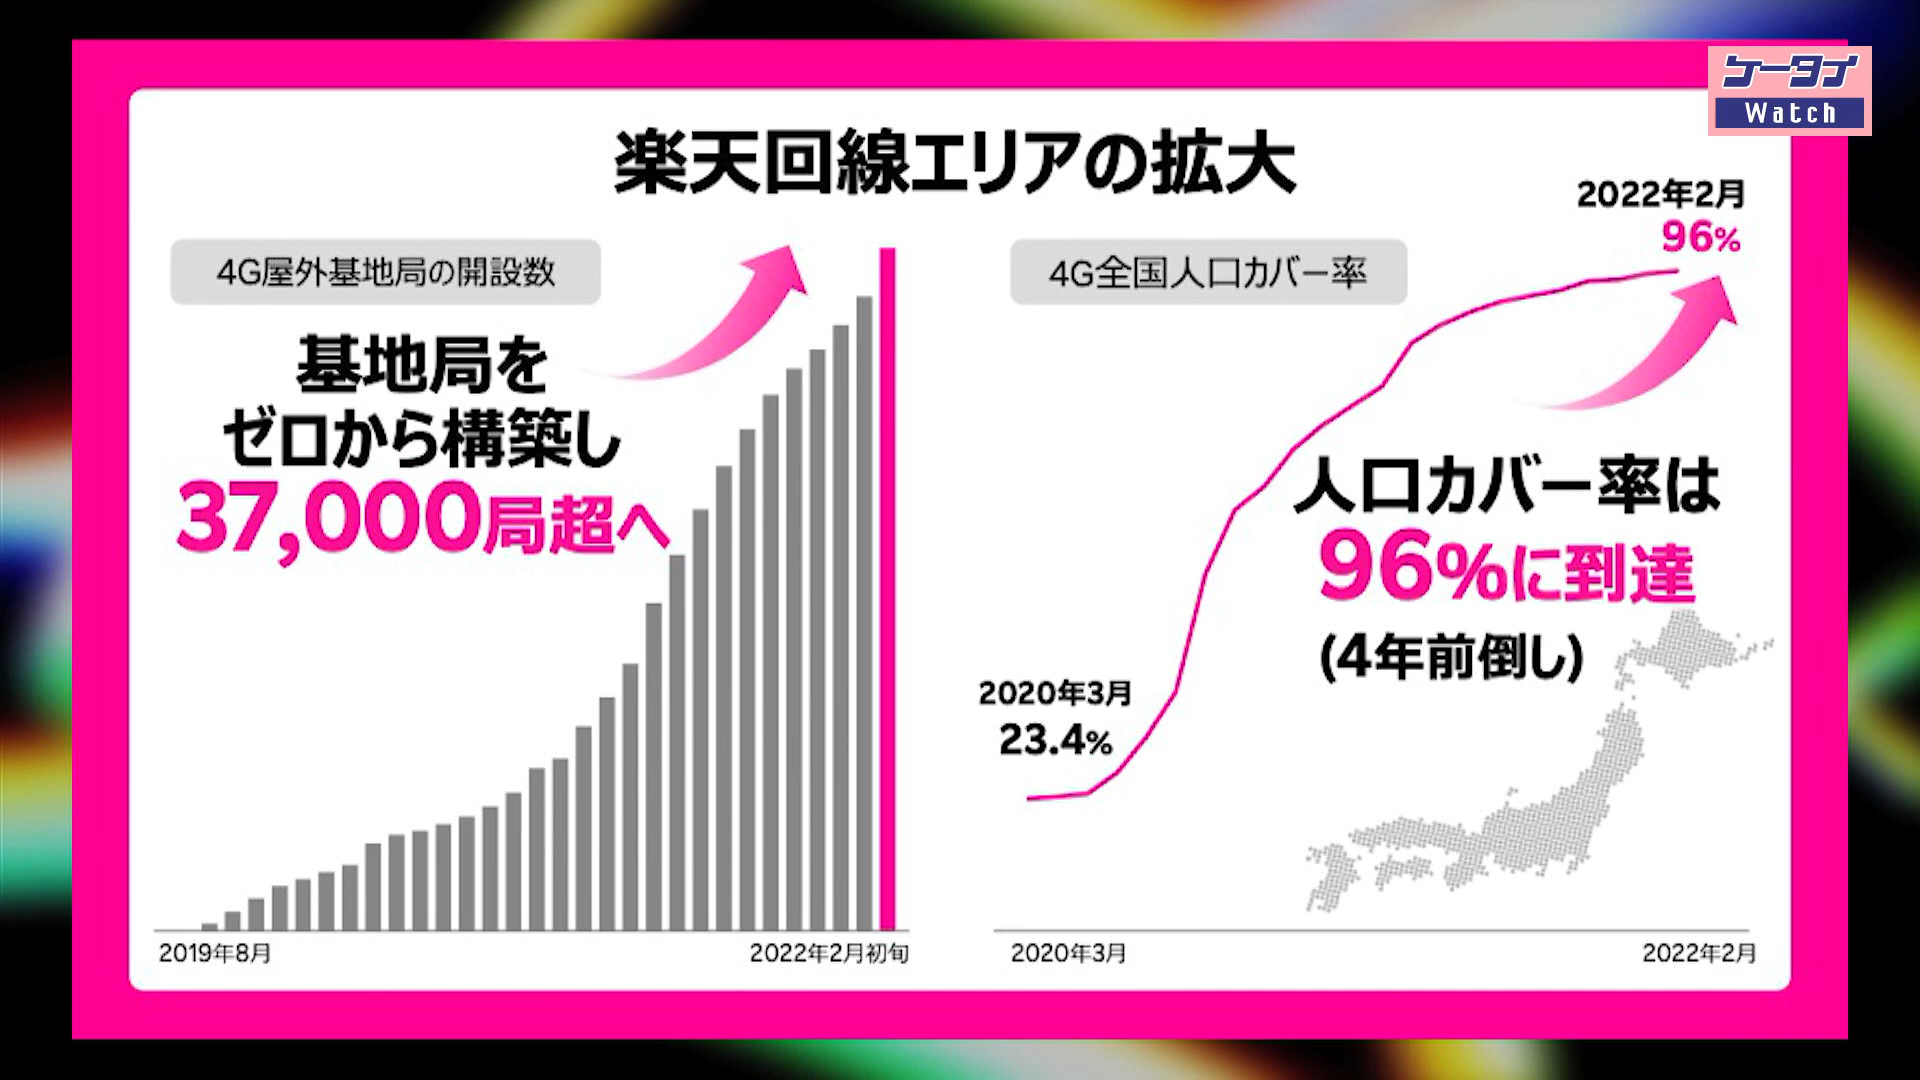 ケータイ
Watch
楽天回線エリアの拡大
4G屋外基地局の開設数
基地局を
ゼロから構築し
37,000局超へ
2019年8月
2022年2月初旬
4G全国人口カバー率
2022年2月
96%
人口カバー率は
96%に到達
(4年前倒し)
2020年3月
23.4%
2020年3月
2022年2月